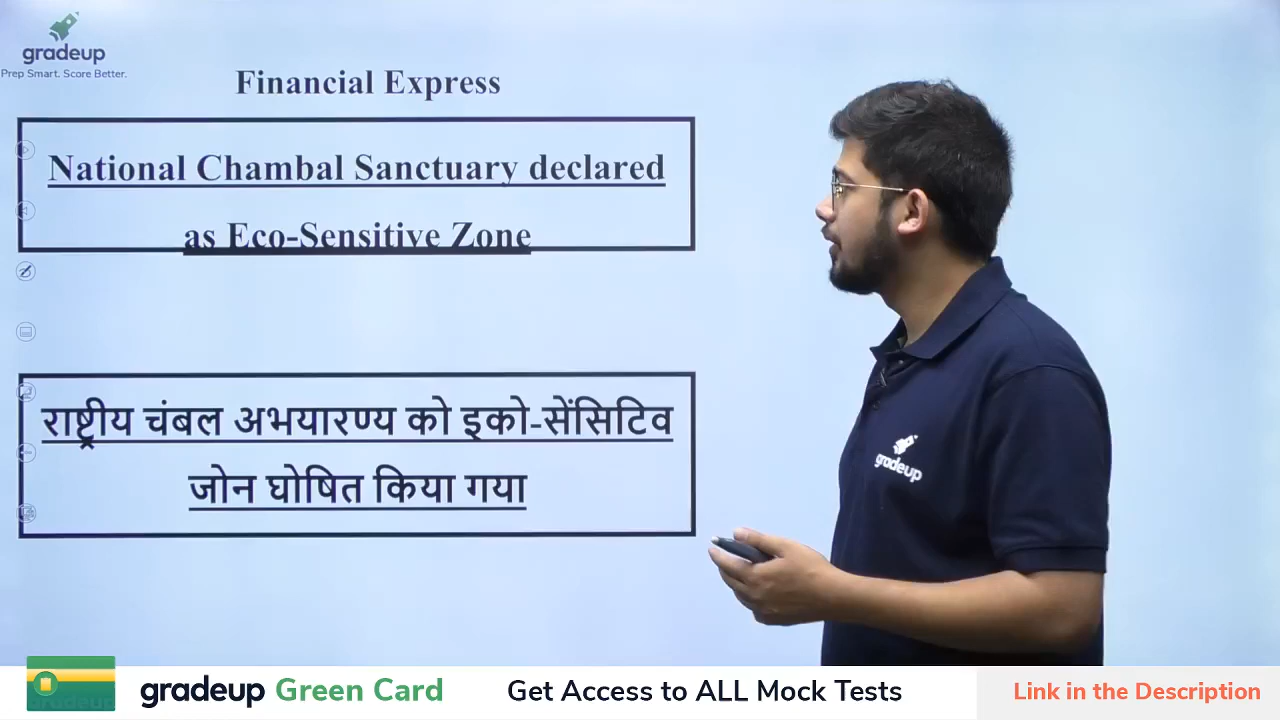 gradeup
Prep Smart. Score Better.
Financial Express
National Chambal Sanctuary declared
as Eco-Sensitive Zone
राष्ट्रीय चंबल अभयारण्य को इको-सेंसिटिव
जोन घोषित किया गया
gradeup
gradeup Green Card
Get Access to ALL Mock Tests
Link in the Description